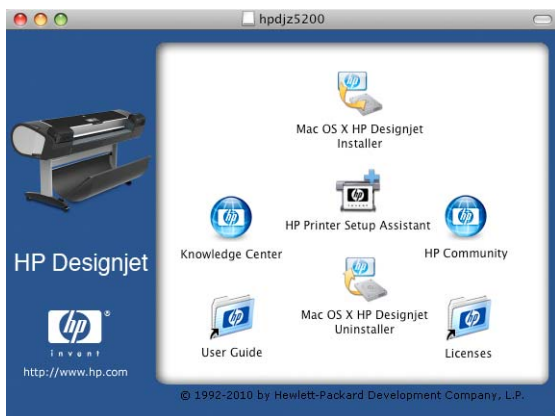 hpdjz5200
Mac OS X HP Designjet
Installer
HP Printer Setup Assistant
Knowledge Center
HP Community
Mac OS X HP Designjet
Uninstaller
User Guide
Licenses
HP Designjet
hp
invent
http://www.hp.com
© 1992-2010 by Hewlett-Packard Development Company, L.P.